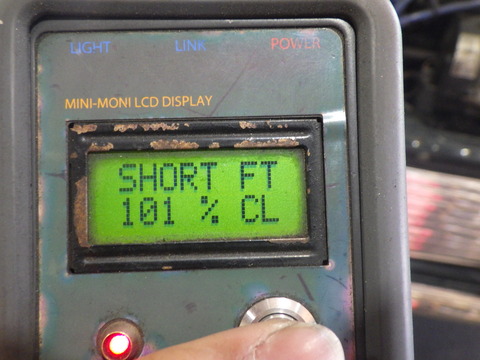 LIGHT LINK POWER
MINI-MONI LCD DISPLAY
SHORT FT
101 % CL